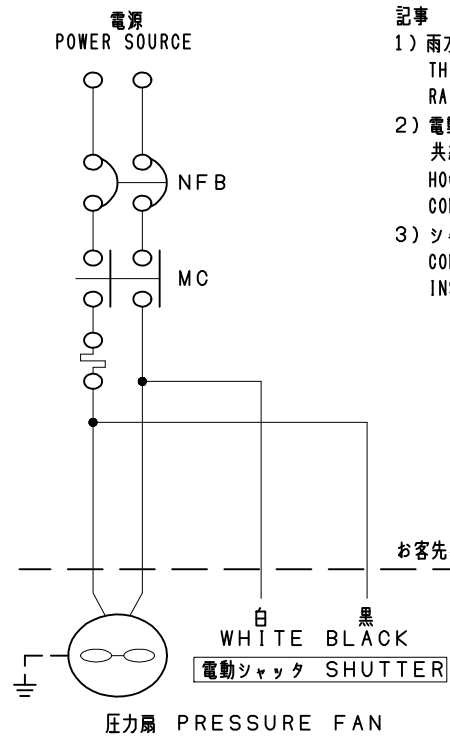 電源
POWER SOURCE
NFB
MC
記事
1) 雨
TH
RA
2) 電
共
HO
CO
3) シ
CO
INS
お客先
白 黒
WHITE BLACK
電動シャッタ SHUTTER
圧力扇 PRESSURE FAN